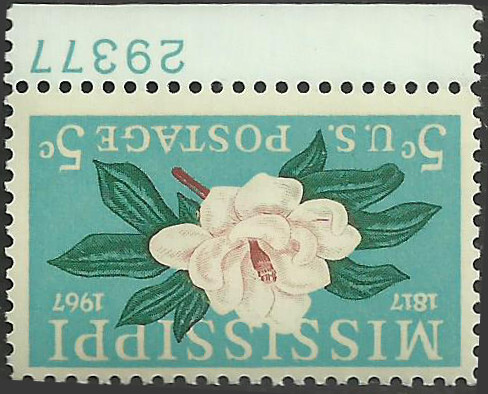 MISSISSIPPI
1817 1967
5c U.S. POSTAGE 5c
29377